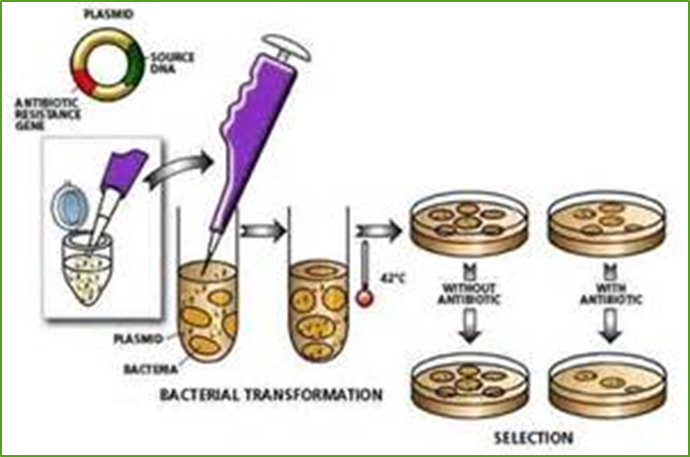 PLASMID
SOURCE
DNA
ANTIBIOTIC
RESISTANCE
GENE
42°C
WITHOUT
ANTIBIOTIC
WITH
ANTIBIOTIC
PLASMID
BACTERIA
BACTERIAL TRANSFORMATION
SELECTION